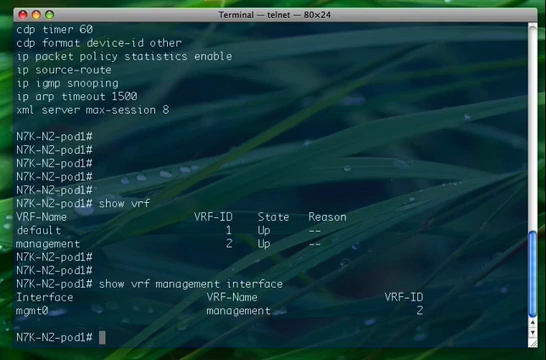 Terminal — telnet — 80×24
cdp timer 60
cdp format device-id other
ip packet policy statistics enable
ip source-route
ip igmp snooping
ip arp timeout 1500
xml server max-session 8
N7K-N2-pod1#
N7K-N2-pod1#
N7K-N2-pod1#
N7K-N2-pod1#
N7K-N2-pod1#
N7K-N2-pod1# show vrf
VRF-Name VRF-ID State Reason
default 1 Up --
management 2 Up --
N7K-N2-pod1#
N7K-N2-pod1#
N7K-N2-pod1# show vrf management interface
Interface VRF-Name VRF-ID
mgmt0 management 2
N7K-N2-pod1#